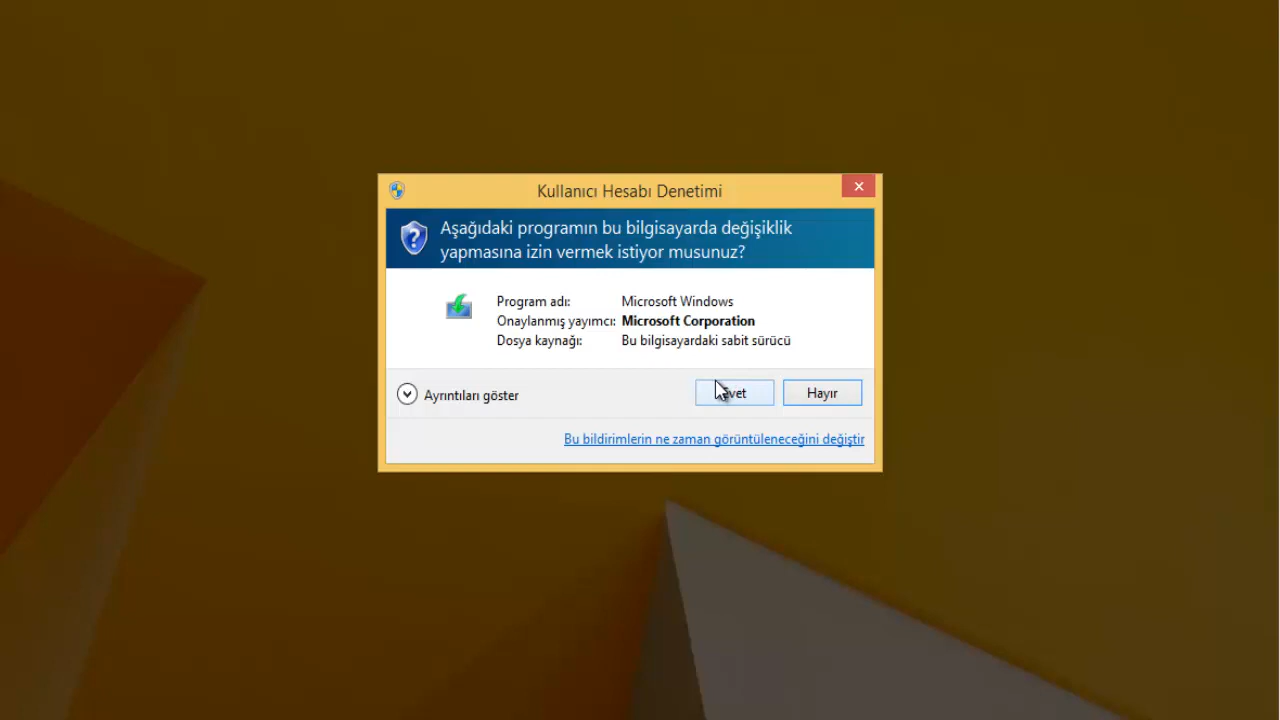 Kullanıcı Hesabı Denetimi
Aşağıdaki programın bu bilgisayarda değişiklik
yapmasına izin vermek istiyor musunuz?
Program adı: Microsoft Windows
Onaylanmış yayımcı: Microsoft Corporation
Dosya kaynağı: Bu bilgisayardaki sabit sürücü
Ayrıntıları göster
Hayır
Bu bildirimlerin ne zaman görüntüleneceğini değiştir